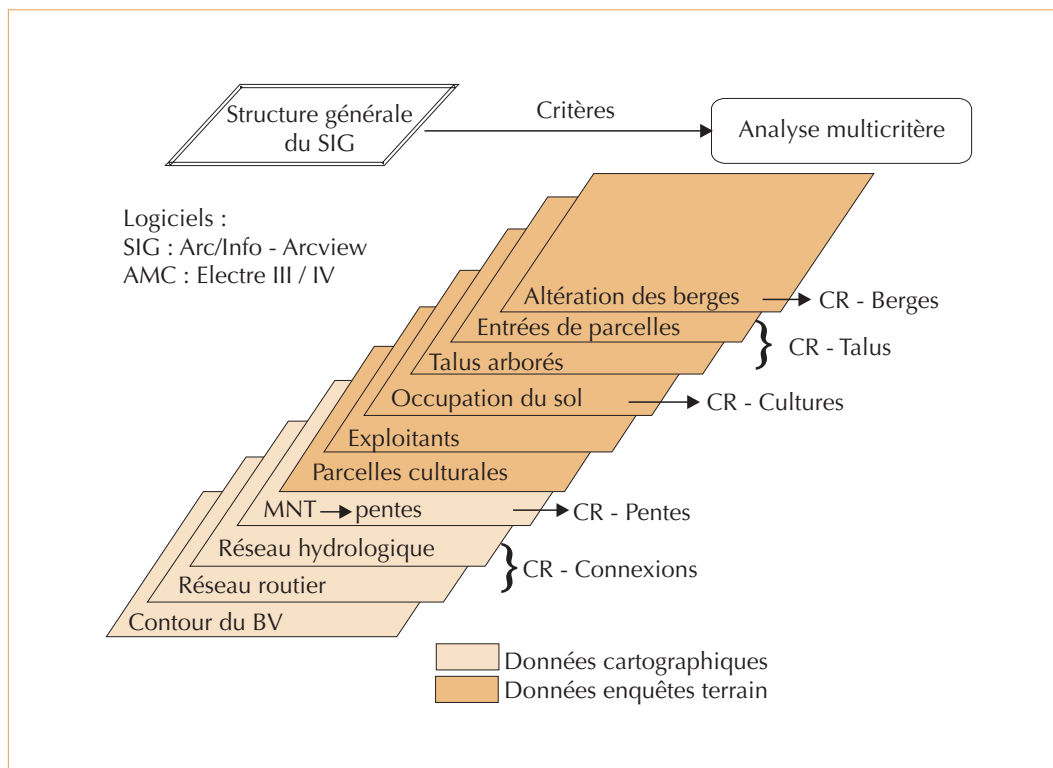 Structure générale
du SIG
Critères
Analyse multicritère
Logiciels :
SIG : Arc/Info - Arcview
AMC : Electre III / IV
Altération des berges
CR - Berges
Entrées de parcelles
CR - Talus
Talus arborés
Occupation du sol
CR - Cultures
Exploitants
Parcelles culturales
MNT pentes
CR - Pentes
Réseau hydrologique
CR - Connexions
Réseau routier
Contour du BV
Données cartographiques
Données enquêtes terrain